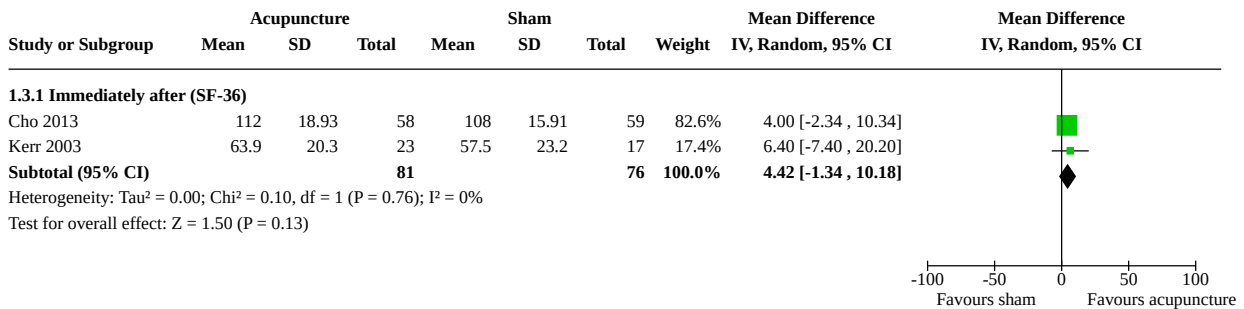 Acupuncture Sham Mean Difference Mean Difference
Study or Subgroup Mean SD Total Mean SD Total Weight IV, Random, 95% CI IV, Random, 95% CI
1.3.1 Immediately after (SF-36)
Cho 2013 112 18.93 58 108 15.91 59 82.6% 4.00 [-2.34 , 10.34]
Kerr 2003 63.9 20.3 23 57.5 23.2 17 17.4% 6.40 [-7.40 , 20.20]
Subtotal (95% CI) 81 76 100.0% 4.42 [-1.34 , 10.18]
Heterogeneity: Tau² = 0.00; Chi² = 0.10, df = 1 (P = 0.76); I² = 0%
Test for overall effect: Z = 1.50 (P = 0.13)
-100 -50 0 50 100
Favours sham Favours acupuncture